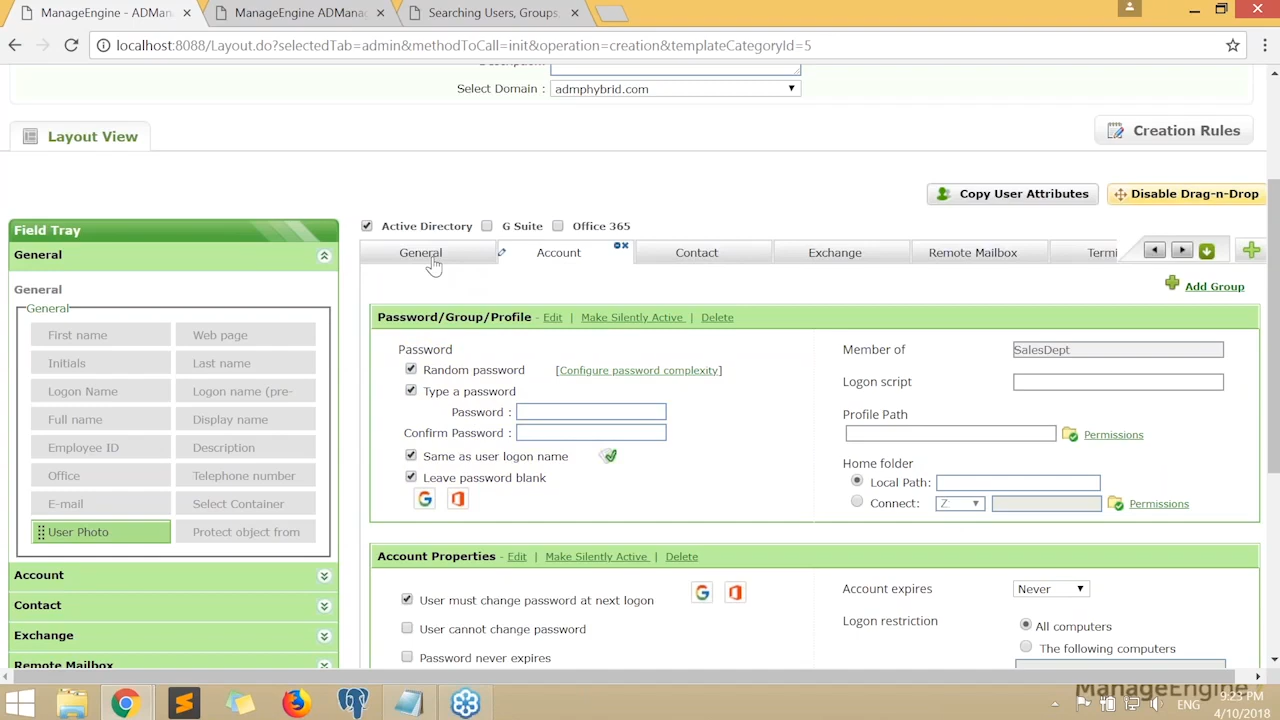 ManageEngine - ADMan
ManageEngine ADManag
Searching Users, Groups,
localhost:8088/Layout.do?selectedTab=admin&methodToCall=init&operation=creation&templateCategoryId=5
Description:
Select Domain : admphybrid.com
Layout View
Creation Rules
Copy User Attributes
Disable Drag-n-Drop
Field Tray
Active Directory G Suite Office 365
General
General Account Contact Exchange Remote Mailbox Termi
Add Group
General
General
First name Web page
Initials Last name
Logon Name Logon name (pre-
Full name Display name
Employee ID Description
Office Telephone number
E-mail Select Container
User Photo Protect object from
Account
Contact
Exchange
Remote Mailbox
Password/Group/Profile - Edit | Make Silently Active | Delete
Password
Random password [Configure password complexity]
Type a password
Password :
Confirm Password :
Same as user logon name
Leave password blank
Member of SalesDept
Logon script
Profile Path
Permissions
Home folder
Local Path:
Connect: Z: Permissions
Account Properties - Edit | Make Silently Active | Delete
User must change password at next logon
User cannot change password
Password never expires
Account expires Never
Logon restriction
All computers
The following computers
ManageEngine
ENG
9:23 PM
4/10/2018